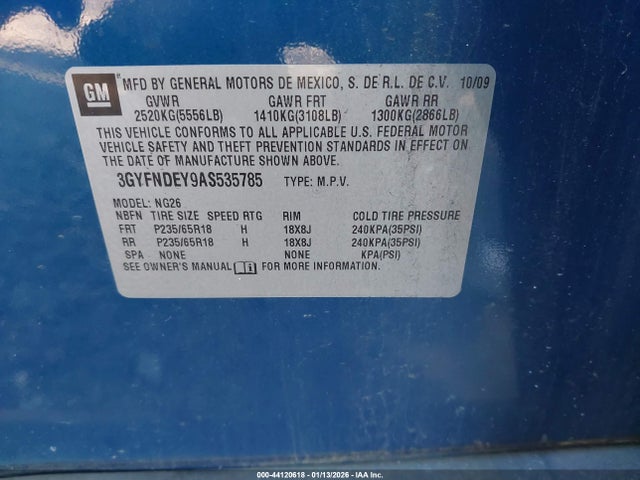 GM
MFD BY GENERAL MOTORS DE MEXICO, S. DE R.L. DE C.V. 10/09
GVWR GAWR FRT GAWR RR
2520KG(5556LB) 1410KG(3108LB) 1300KG(2866LB)
THIS VEHICLE CONFORMS TO ALL APPLICABLE U.S. FEDERAL MOTOR
VEHICLE SAFETY AND THEFT PREVENTION STANDARDS IN EFFECT ON
THE DATE OF MANUFACTURE SHOWN ABOVE.
3GYFNDEY9AS535785 TYPE: M.P.V.
MODEL: NG26
NBFN TIRE SIZE SPEED RTG RIM COLD TIRE PRESSURE
FRT P235/65R18 H 18X8J 240KPA(35PSI)
RR P235/65R18 H 18X8J 240KPA(35PSI)
SPA NONE NONE KPA(PSI)
SEE OWNER'S MANUAL FOR MORE INFORMATION.
000-44120618 - 01/13/2026 - IAA Inc.